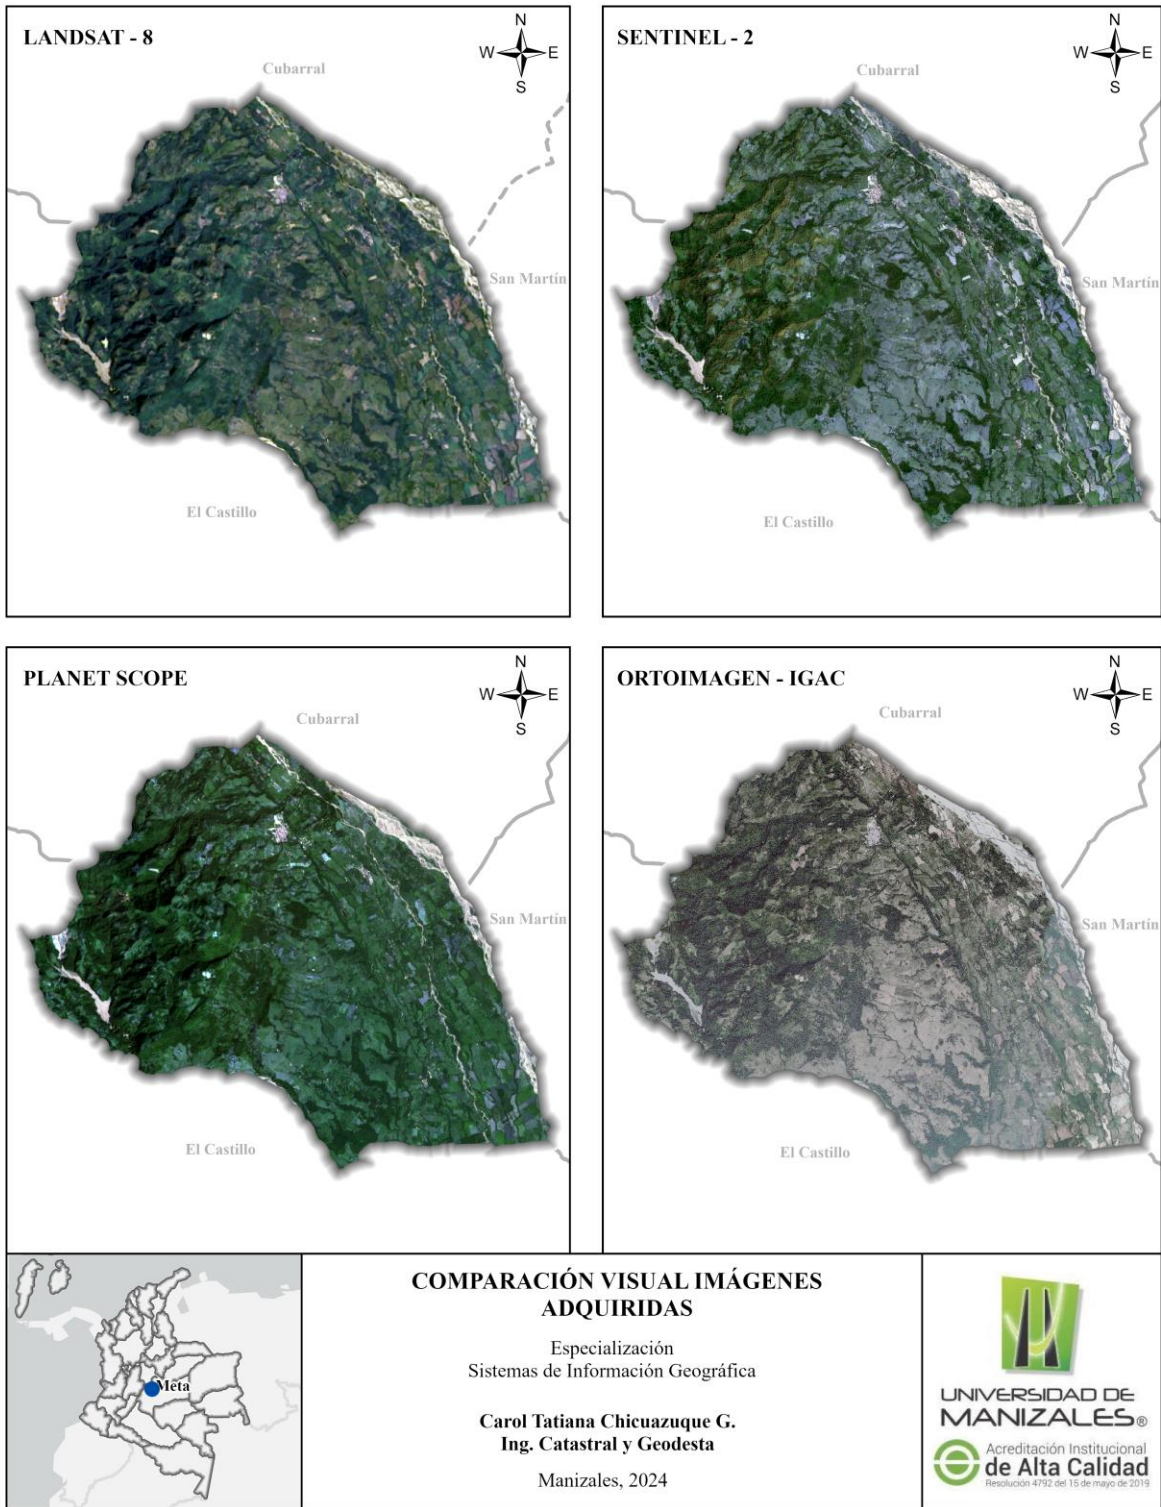 LANDSAT - 8
N
W
E
S
Cubarral
San Martín
El Castillo
SENTINEL - 2
N
W
E
S
Cubarral
San Martín
El Castillo
PLANET SCOPE
N
W
E
S
Cubarral
San Martín
El Castillo
ORTOIMAGEN - IGAC
N
W
E
S
Cubarral
San Martín
El Castillo
Meta
COMPARACIÓN VISUAL IMÁGENES
ADQUIRIDAS
Especialización
Sistemas de Información Geográfica
Carol Tatiana Chicuazuque G.
Ing. Catastral y Geodesta
Manizales, 2024
UNIVERSIDAD DE
MANIZALES®
Acreditación Institucional
de Alta Calidad
Resolución 4792 del 15 de mayo de 2019